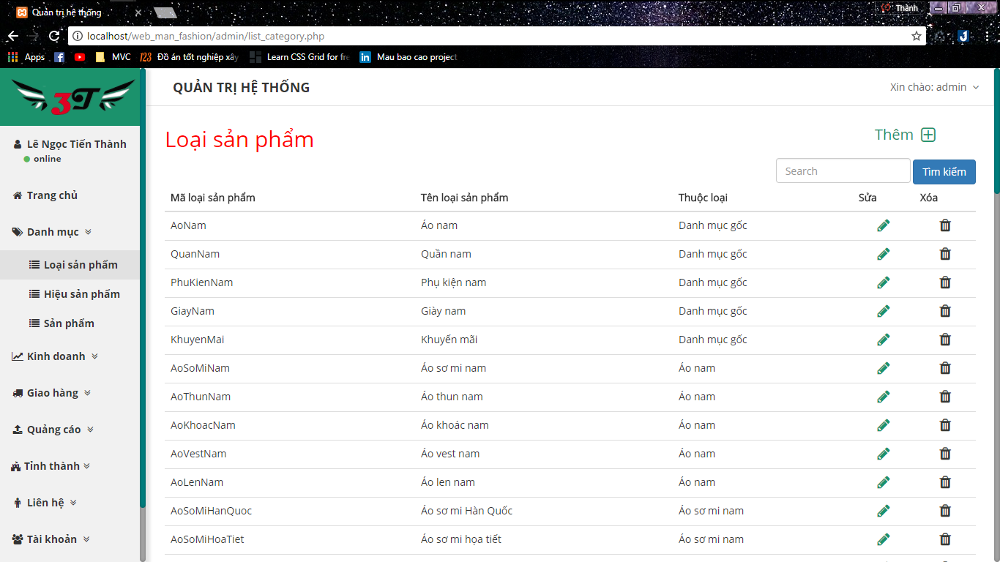 Quản trị hệ thống
Thành
localhost/web_man_fashion/admin/list_category.php
Apps MVC 123 Đồ án tốt nghiệp xây Learn CSS Grid for fre in Mau bao cao project
3T
QUẢN TRỊ HỆ THỐNG
Xin chào: admin
Lê Ngọc Tiến Thành
online
Trang chủ
Danh mục
Loại sản phẩm
Hiệu sản phẩm
Sản phẩm
Kinh doanh
Giao hàng
Quảng cáo
Tỉnh thành
Liên hệ
Tài khoản
Loại sản phẩm
Thêm
Search Tìm kiếm
Mã loại sản phẩm Tên loại sản phẩm Thuộc loại Sửa Xóa
AoNam Áo nam Danh mục gốc
QuanNam Quần nam Danh mục gốc
PhuKienNam Phụ kiện nam Danh mục gốc
GiayNam Giày nam Danh mục gốc
KhuyenMai Khuyến mãi Danh mục gốc
AoSoMiNam Áo sơ mi nam Áo nam
AoThunNam Áo thun nam Áo nam
AoKhoacNam Áo khoác nam Áo nam
AoVestNam Áo vest nam Áo nam
AoLenNam Áo len nam Áo nam
AoSoMiHanQuoc Áo sơ mi Hàn Quốc Áo sơ mi nam
AoSoMiHoaTiet Áo sơ mi họa tiết Áo sơ mi nam